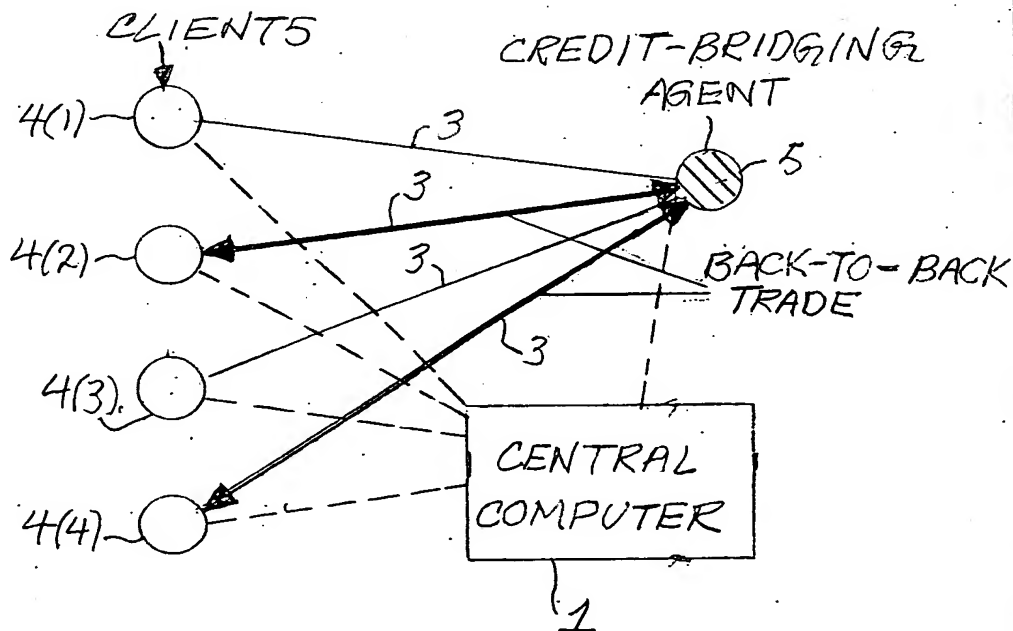 CLIENTS
CREDIT-BRIDGING
AGENT
4(1)
3
5
3
4(2)
3
BACK-TO-BACK
TRADE
3
4(3)
CENTRAL
COMPUTER
4(4)
1